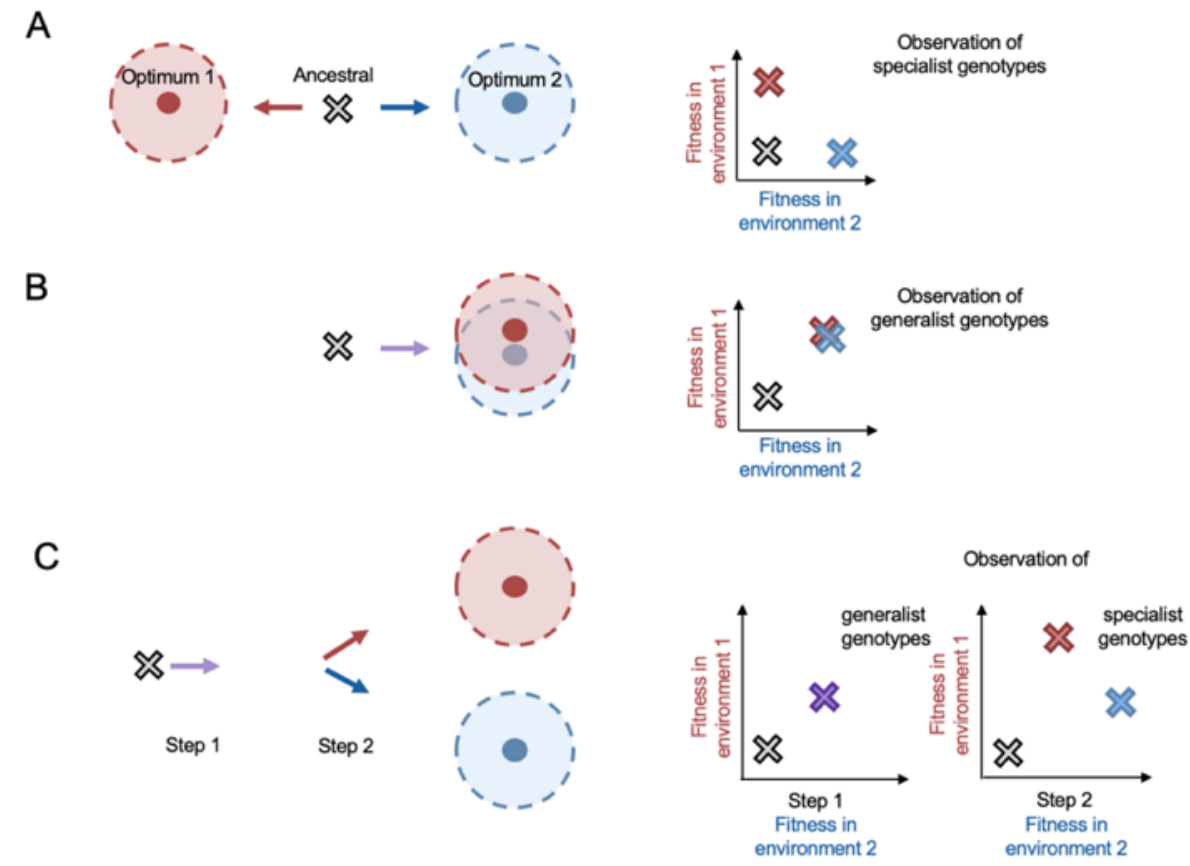 A
Optimum 1
Ancestral
Optimum 2
Observation of
specialist genotypes
Fitness in
environment 1
Fitness in
environment 2
B
Observation of
generalist genotypes
Fitness in
environment 1
Fitness in
environment 2
C
Step 1
Step 2
Observation of
generalist
genotypes
specialist
genotypes
Fitness in
environment 1
Fitness in
environment 1
Step 1
Fitness in
environment 2
Step 2
Fitness in
environment 2